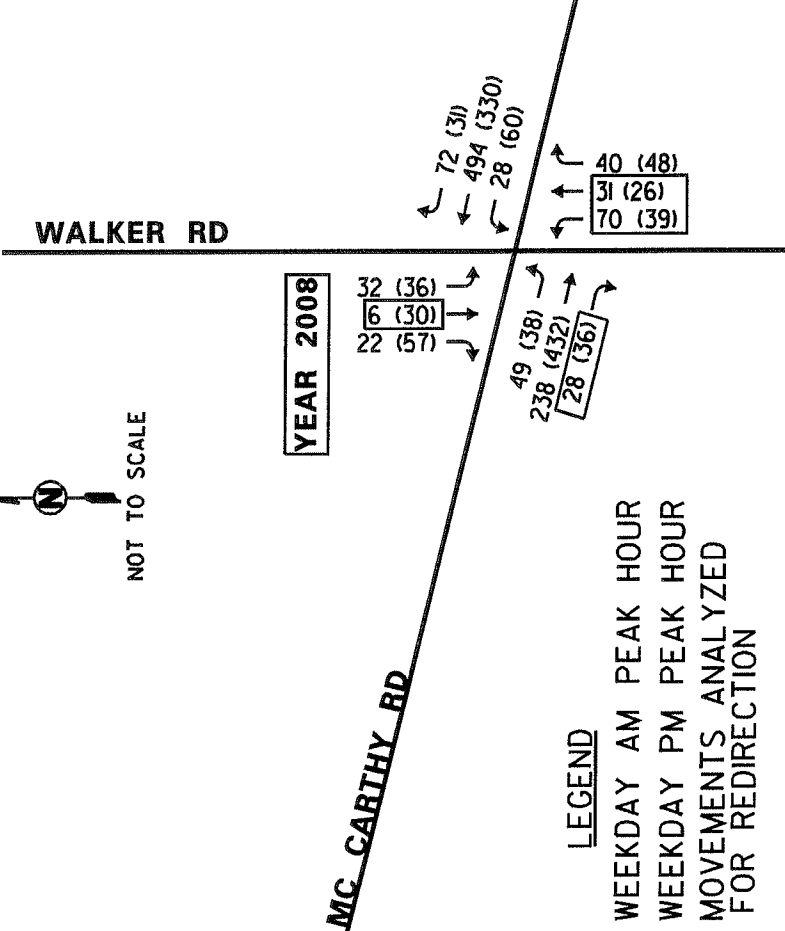 WALKER RD
72 (31)
494 (330)
28 (60)
40 (48)
31 (26)
70 (39)
YEAR 2008
32 (36)
6 (30)
22 (57)
49 (38)
238 (432)
28 (36)
N
NOT TO SCALE
MC CARTHY RD
LEGEND
WEEKDAY AM PEAK HOUR
WEEKDAY PM PEAK HOUR
MOVEMENTS ANALYZED
FOR REDIRECTION